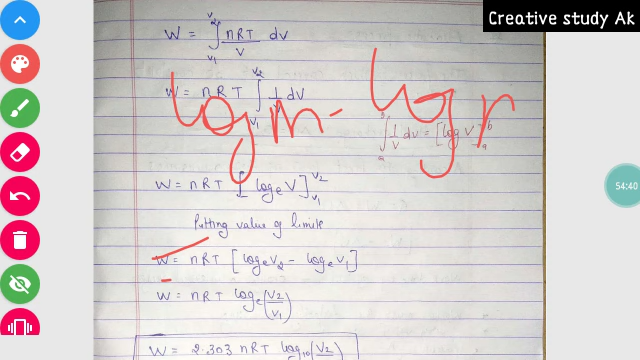 Creative study Ak
W = ∫_{V₁}^{V₂} nRT/V dv
W = nRT ∫_{V₁}^{V₂} 1/V dv
log m - log n
∫_a^b 1/V dv = [log V]_a^b
54:40
W = nRT [log_e V]_{V₁}^{V₂}
Putting value of limits
W = nRT [log_e V₂ - log_e V₁]
W = nRT log_e (V₂/V₁)
W = 2.303 nRT log₁₀ (V₂/